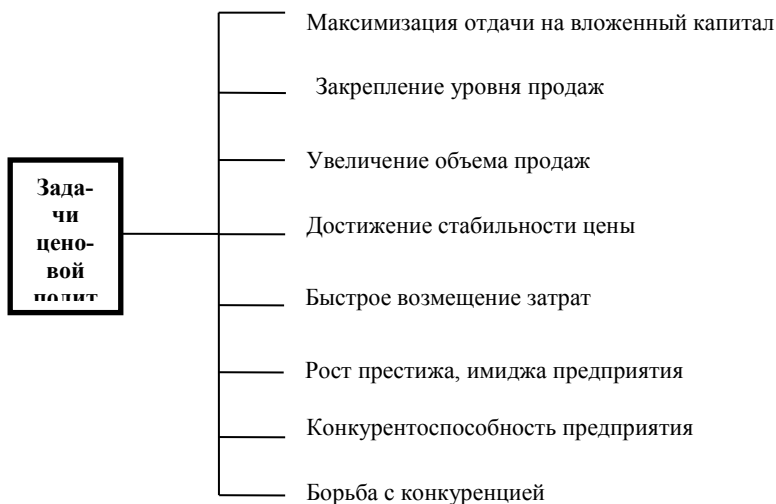 Максимизация отдачи на вложенный капитал
Закрепление уровня продаж
Увеличение объема продаж
Зада-
чи
цено-
вой
полит
Достижение стабильности цены
Быстрое возмещение затрат
Рост престижа, имиджа предприятия
Конкурентоспособность предприятия
Борьба с конкуренцией